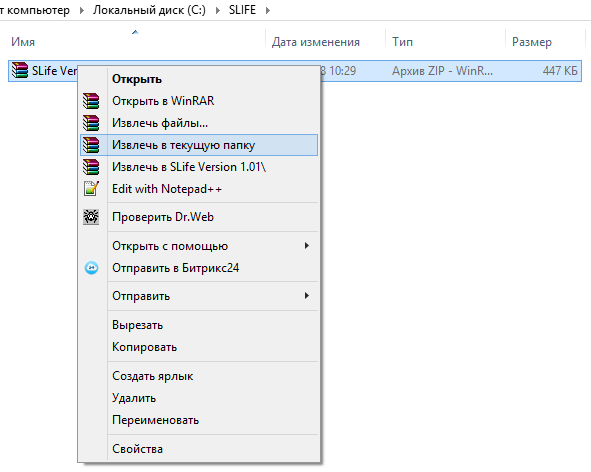 т компьютер ▸ Локальный диск (C:) ▸ SLIFE ▸
Имя Дата изменения Тип Размер
SLife Ver 10:29 Архив ZIP - WinR... 447 КБ
Открыть
Открыть в WinRAR
Извлечь файлы...
Извлечь в текущую папку
Извлечь в SLife Version 1.01\
Edit with Notepad++
Проверить Dr.Web
Открыть с помощью
Отправить в Битрикс24
Отправить
Вырезать
Копировать
Создать ярлык
Удалить
Переименовать
Свойства